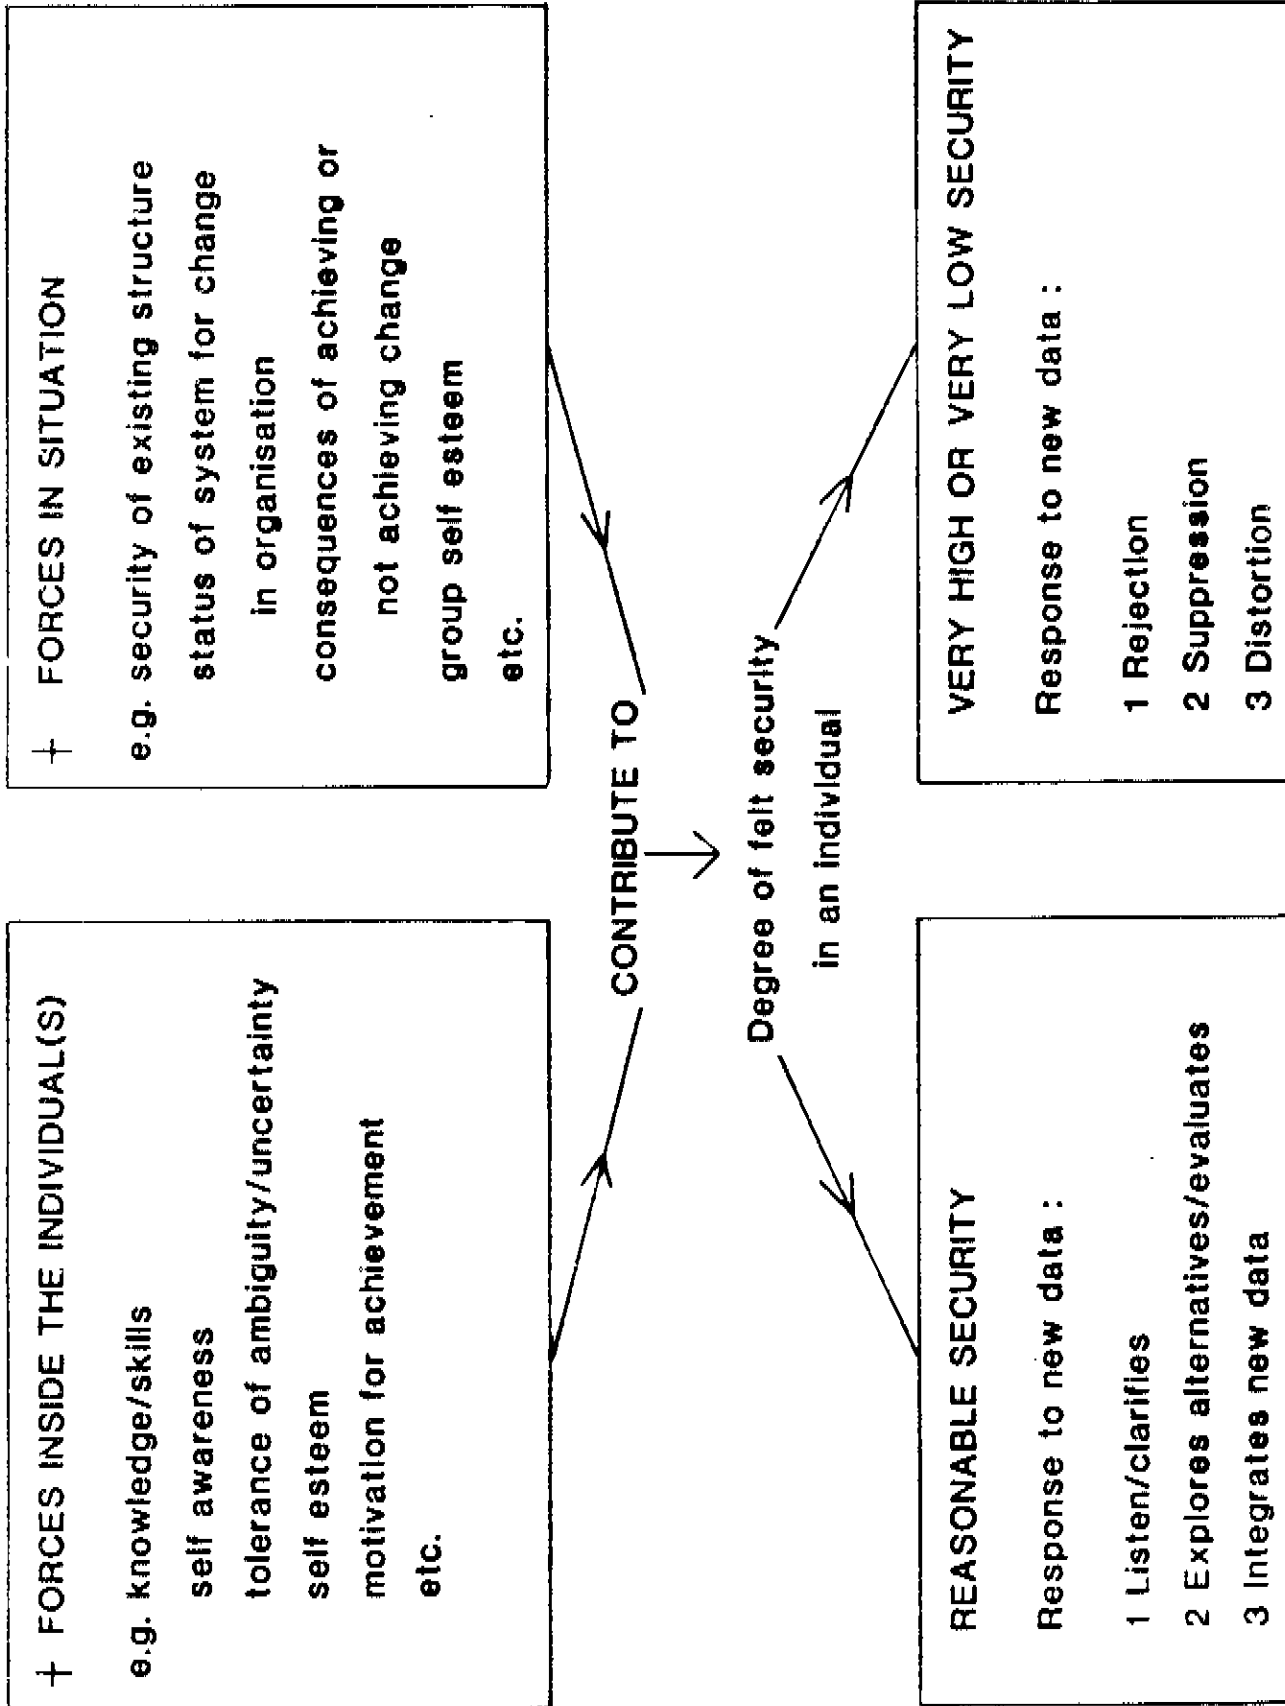 + FORCES INSIDE THE INDIVIDUAL(S)
e.g. knowledge/skills
self awareness
tolerance of ambiguity/uncertainty
self esteem
motivation for achievement
etc.
+ FORCES IN SITUATION
e.g. security of existing structure
status of system for change
in organisation
consequences of achieving or
not achieving change
group self esteem
etc.
CONTRIBUTE TO
Degree of felt security
in an individual
REASONABLE SECURITY
Response to new data :
1 Listen/clarifies
2 Explores alternatives/evaluates
3 Integrates new data
VERY HIGH OR VERY LOW SECURITY
Response to new data :
1 Rejection
2 Suppression
3 Distortion